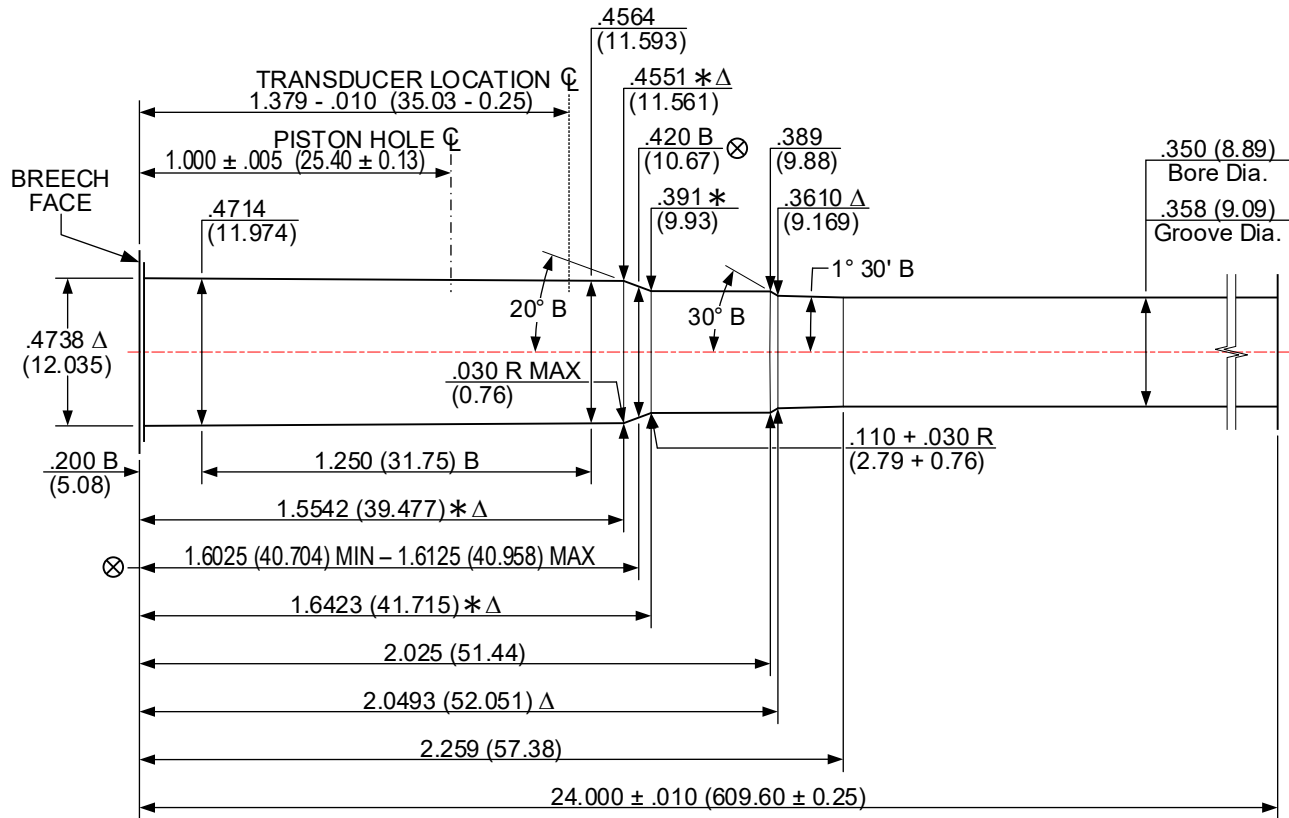 .4564
(11.593)
TRANSDUCER LOCATION ℄
1.379 - .010 (35.03 - 0.25)
.4551 * Δ
(11.561)
PISTON HOLE ℄
1.000 ± .005 (25.40 ± 0.13)
.420 B
(10.67) ⊗
.389
(9.88)
.350 (8.89)
Bore Dia.
BREECH
FACE
.4714
(11.974)
.391 *
(9.93)
.3610 Δ
(9.169)
.358 (9.09)
Groove Dia.
1° 30' B
20° B
30° B
.4738 Δ
(12.035)
.030 R MAX
(0.76)
.110 + .030 R
(2.79 + 0.76)
.200 B
(5.08)
1.250 (31.75) B
1.5542 (39.477) * Δ
⊗ 1.6025 (40.704) MIN – 1.6125 (40.958) MAX
1.6423 (41.715) * Δ
2.025 (51.44)
2.0493 (52.051) Δ
2.259 (57.38)
24.000 ± .010 (609.60 ± 0.25)